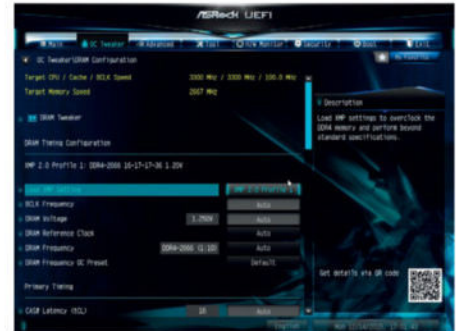 ASRock UEFI
Main
OC Tweaker
Advanced
Tool
H/W Monitor
Security
Boot
Exit
My Favorite
OC Tweaker\DRAM Configuration
Target CPU / Cache / BCLK Speed 3300 MHz / 3300 MHz / 100.0 MHz
Target Memory Speed 2667 MHz
Description
Load XMP settings to overclock the
DDR4 memory and perform beyond
standard specifications.
DRAM Tweaker
DRAM Timing Configuration
XMP 2.0 Profile 1: DDR4-2666 16-17-17-36 1.20V
Load XMP Setting XMP 2.0 Profile 1
BCLK Frequency Auto
DRAM Voltage 1.250V Auto
DRAM Reference Clock Auto
DRAM Frequency Auto
DRAM Frequency OC Preset Default
Get details via QR code
Primary Timing
CAS# Latency (tCL) 16 Auto
English